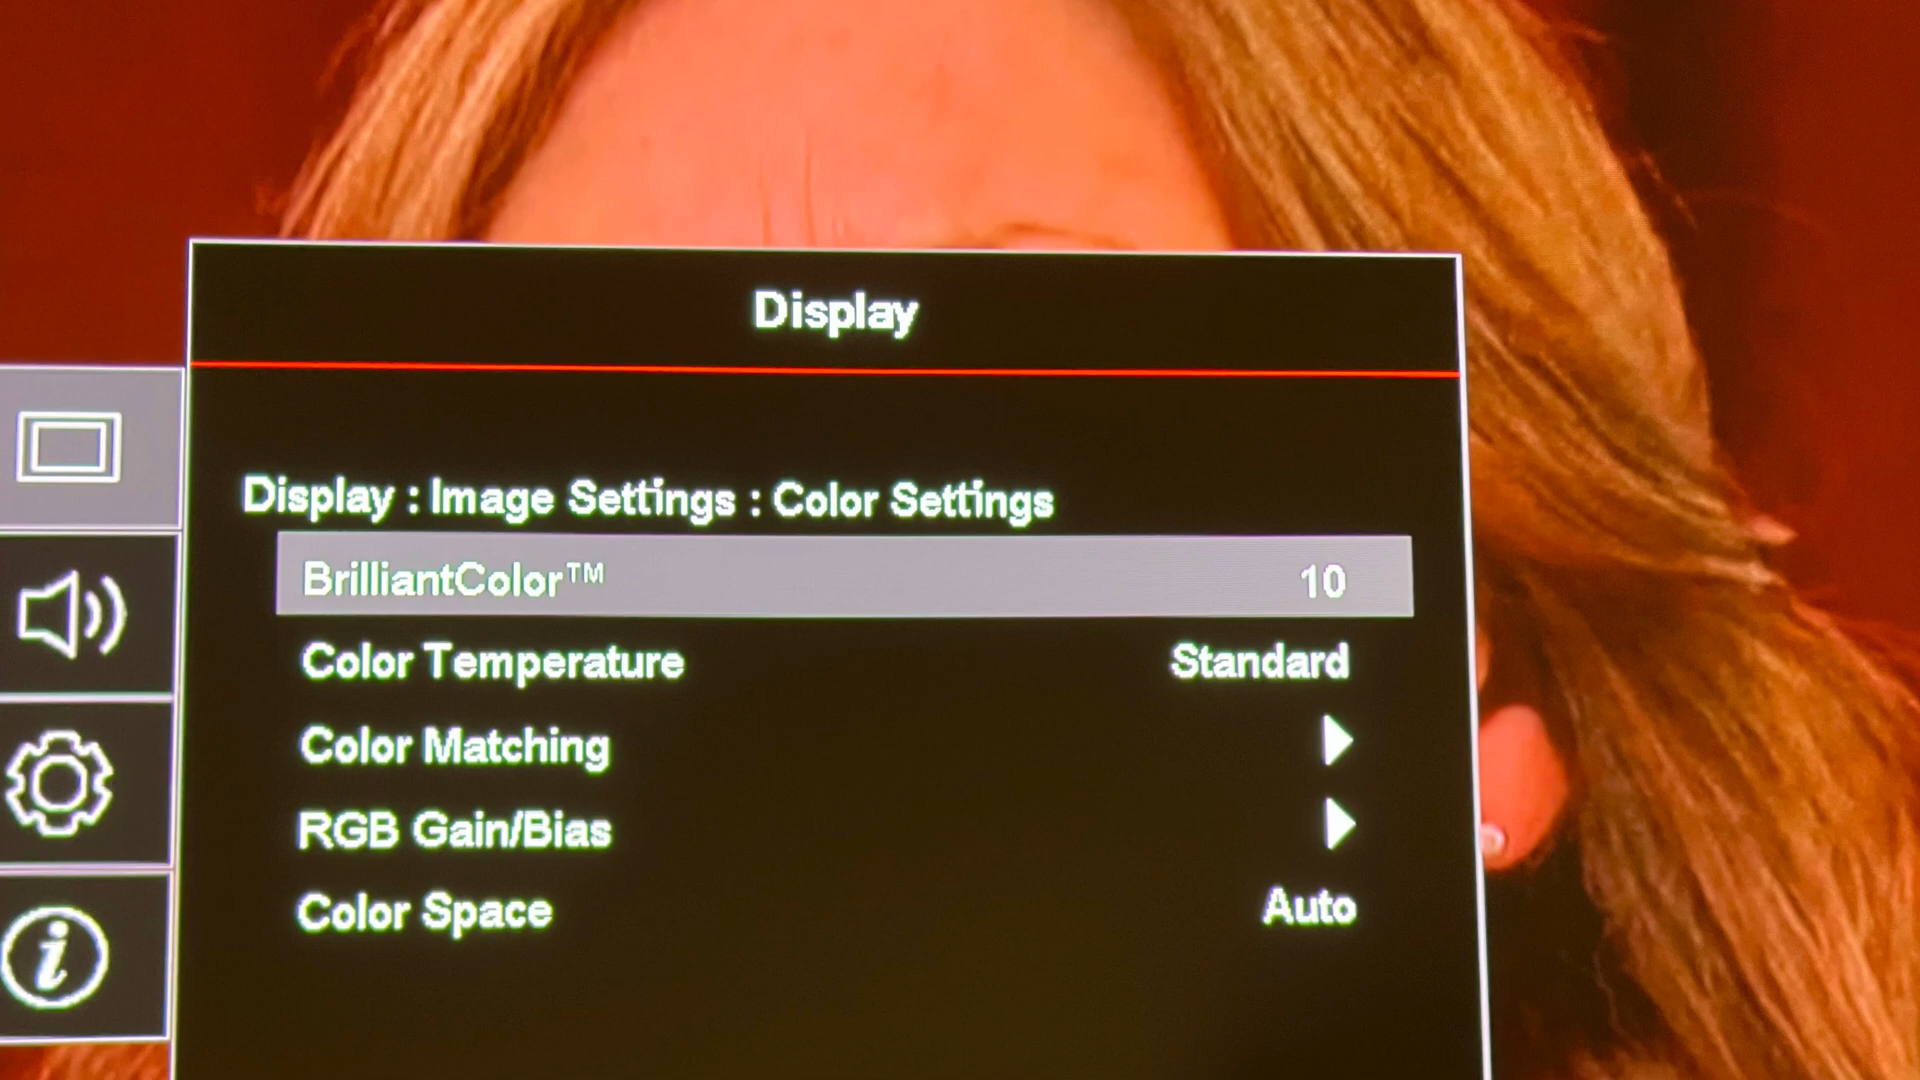 Display
Display : Image Settings : Color Settings
BrilliantColor™ 10
Color Temperature Standard
Color Matching
RGB Gain/Bias
Color Space Auto